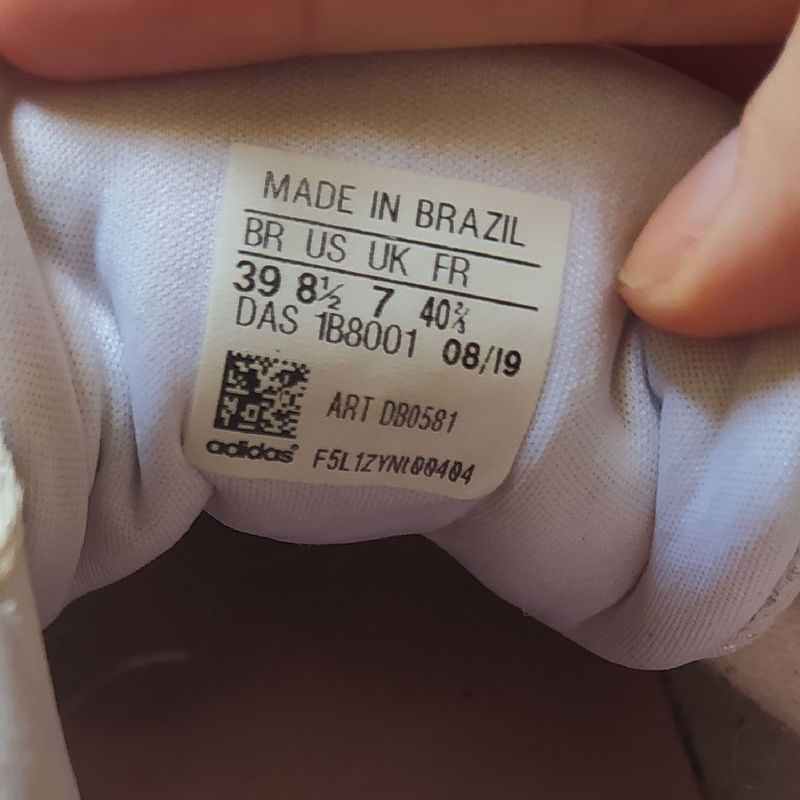 MADE IN BRAZIL
BR US UK FR
39 8½ 7 40⅔
DAS 1B8001 08/19
ART DB0581
adidas